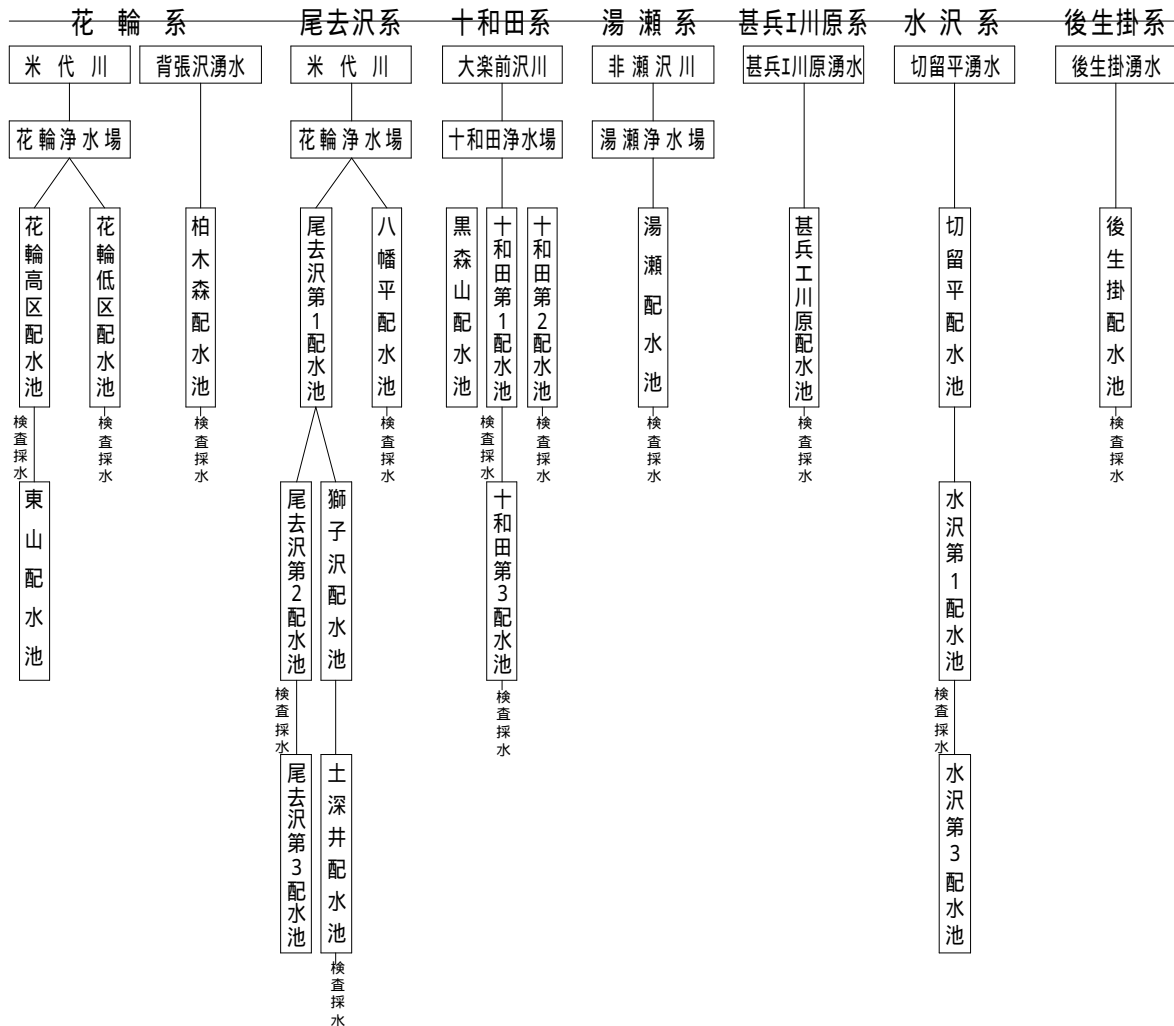 花輪系 尾去沢系 十和田系 湯瀬系 甚兵エ川原系 水沢系 後生掛系
米代川 背張沢湧水 米代川 大楽前沢川 非瀬沢川 甚兵エ川原湧水 切留平湧水 後生掛湧水
花輪浄水場 花輪浄水場 十和田浄水場 湯瀬浄水場
花輪高区配水池
花輪低区配水池
柏木森配水池
尾去沢第1配水池
八幡平配水池
黒森山配水池
十和田第1配水池
十和田第2配水池
湯瀬配水池
甚兵エ川原配水池
切留平配水池
後生掛配水池
検査採水
検査採水
検査採水
検査採水
検査採水
検査採水
検査採水
検査採水
検査採水
東山配水池
尾去沢第2配水池
獅子沢配水池
十和田第3配水池
水沢第1配水池
検査採水
検査採水
検査採水
尾去沢第3配水池
土深井配水池
水沢第3配水池
検査採水